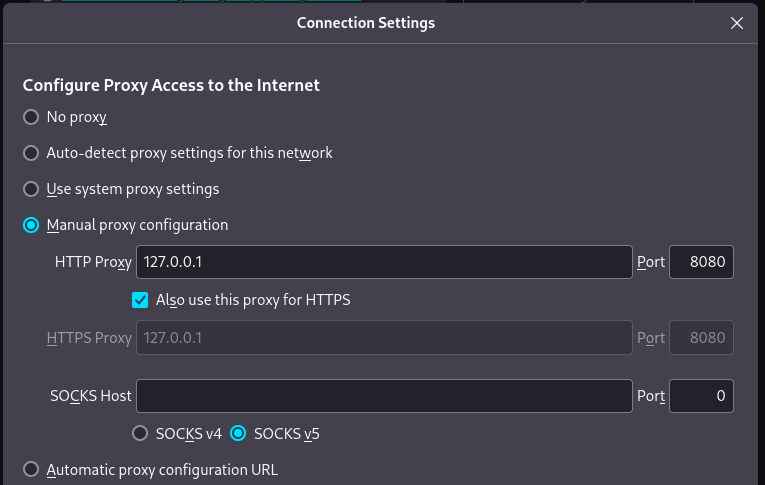 Connection Settings
Configure Proxy Access to the Internet
No proxy
Auto-detect proxy settings for this network
Use system proxy settings
Manual proxy configuration
HTTP Proxy 127.0.0.1 Port 8080
Also use this proxy for HTTPS
HTTPS Proxy 127.0.0.1 Port 8080
SOCKS Host Port 0
SOCKS v4 SOCKS v5
Automatic proxy configuration URL